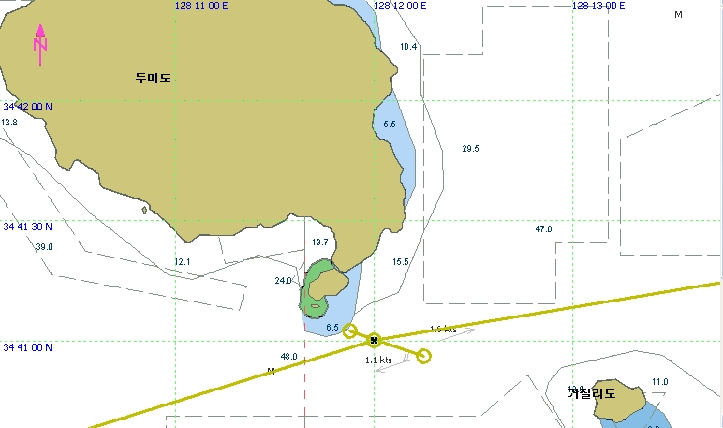 128 11 00 E
128 12 00 E
128 13 00 E
M
N
10.4
두미도
34 42 00 N
13.8
6.6
29.5
34 41 30 N
47.0
39.0
12.1
13.7
15.5
24.0
6.5
34 41 00 N
48.0
1.1 kts
M
11.0
거칠리도